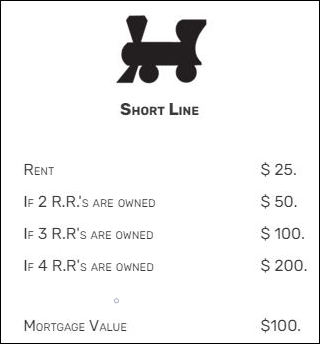 Short Line
Rent $ 25.
If 2 R.R.'s are owned $ 50.
If 3 R.R's are owned $ 100.
If 4 R.R's are owned $ 200.
Mortgage Value $100.